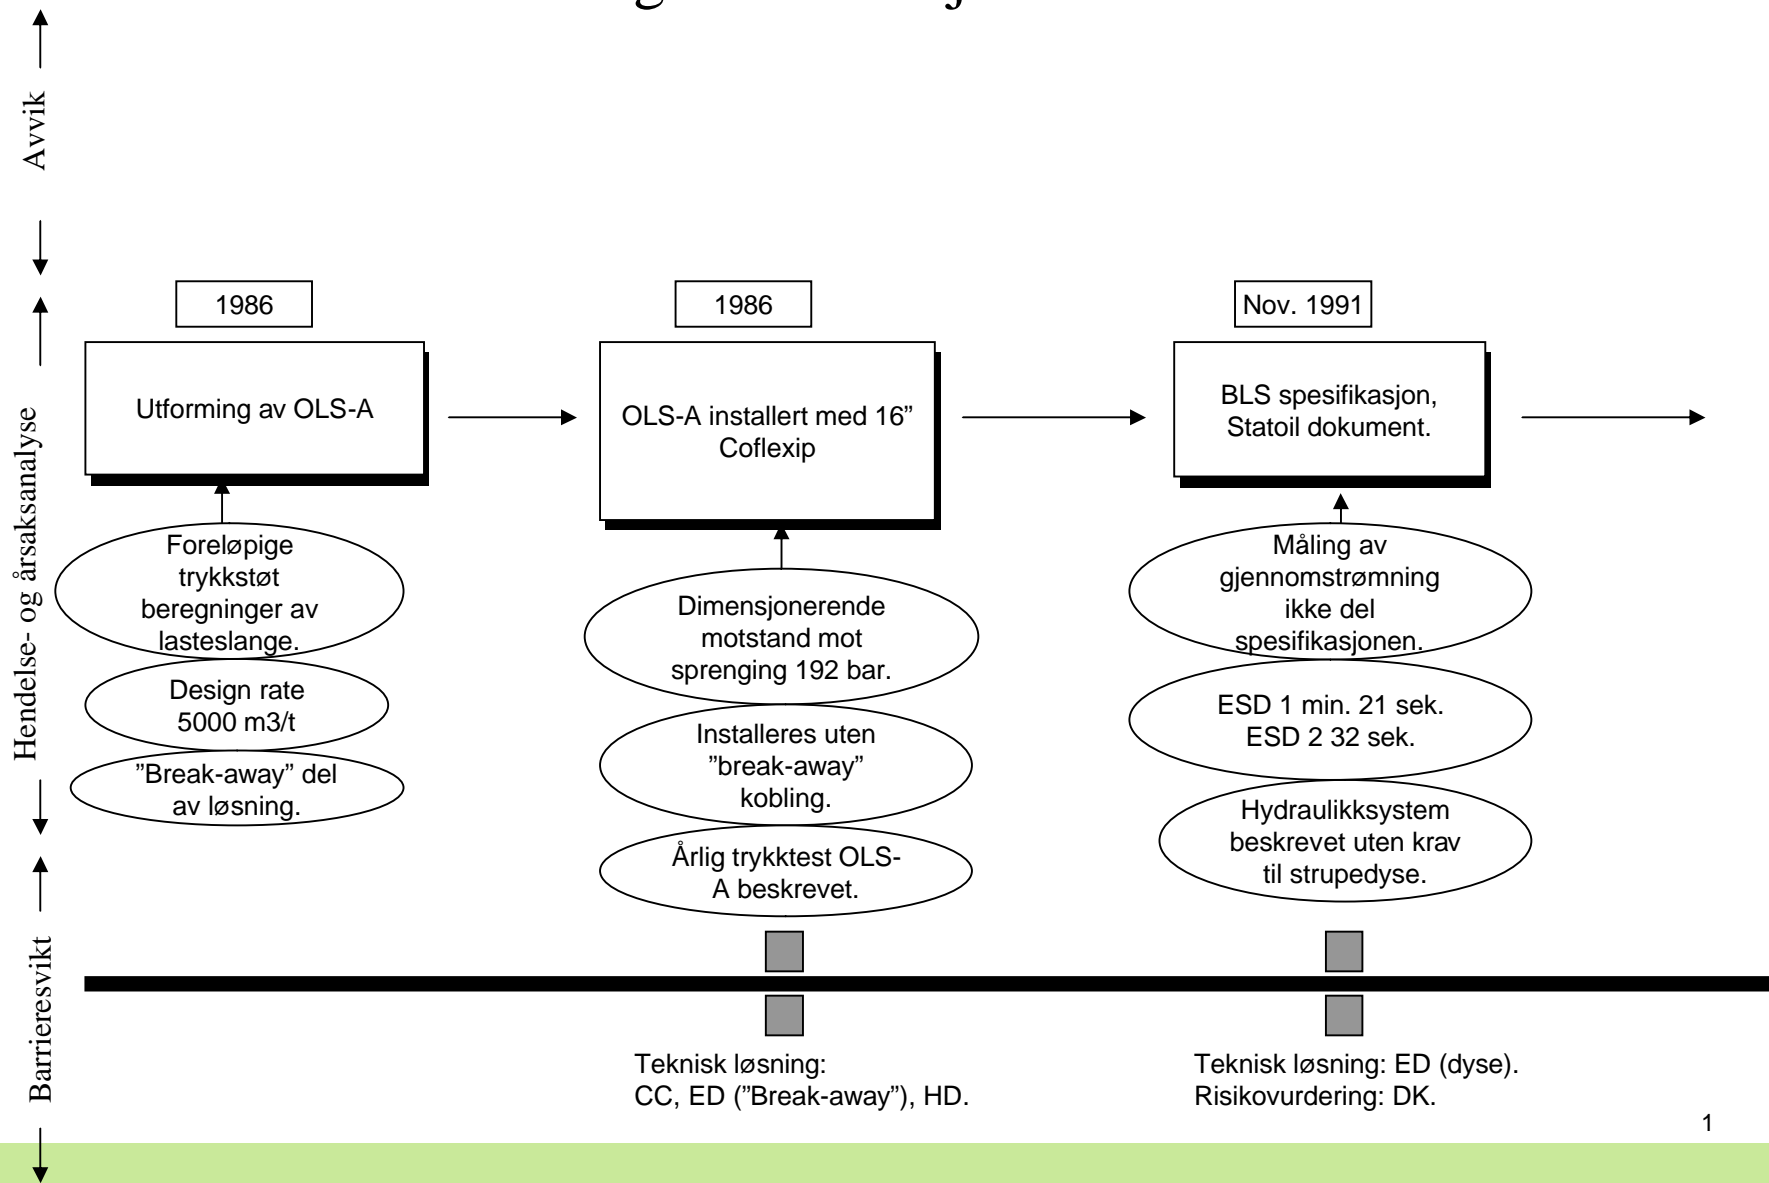 Avvik
Hendelse- og årsaksanalyse
Barrieresvikt
1986
Utforming av OLS-A
Foreløpige
trykkstøt
beregninger av
lasteslange.
Design rate
5000 m3/t
”Break-away” del
av løsning.
1986
OLS-A installert med 16”
Coflexip
Dimensjonerende
motstand mot
sprenging 192 bar.
Installeres uten
”break-away”
kobling.
Årlig trykktest OLS-
A beskrevet.
Teknisk løsning:
CC, ED (”Break-away”), HD.
Nov. 1991
BLS spesifikasjon,
Statoil dokument.
Måling av
gjennomstrømning
ikke del
spesifikasjonen.
ESD 1 min. 21 sek.
ESD 2 32 sek.
Hydraulikksystem
beskrevet uten krav
til strupedyse.
Teknisk løsning: ED (dyse).
Risikovurdering: DK.
1